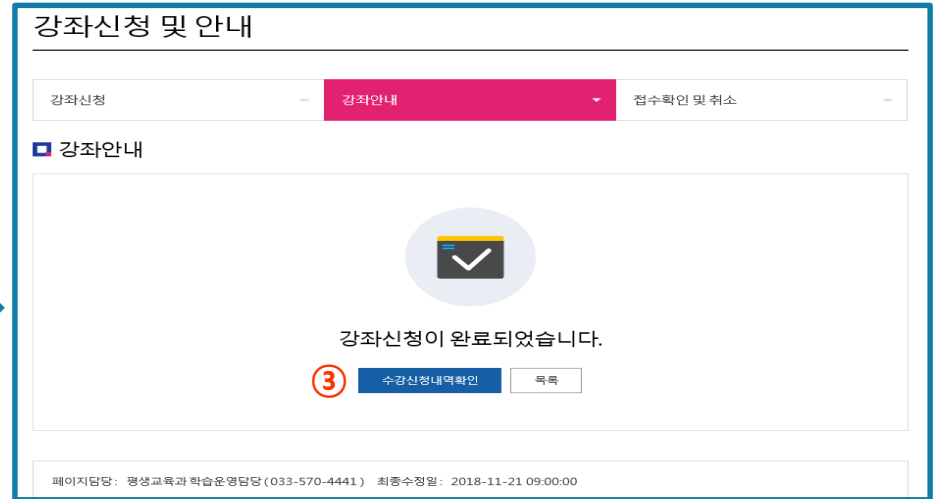 강좌신청 및 안내
강좌신청 강좌안내 접수확인 및 취소
강좌안내
강좌신청이 완료되었습니다.
③ 수강신청내역확인 목록
페이지담당 : 평생교육과 학습운영담당 (033-570-4441) 최종수정일 : 2018-11-21 09:00:00